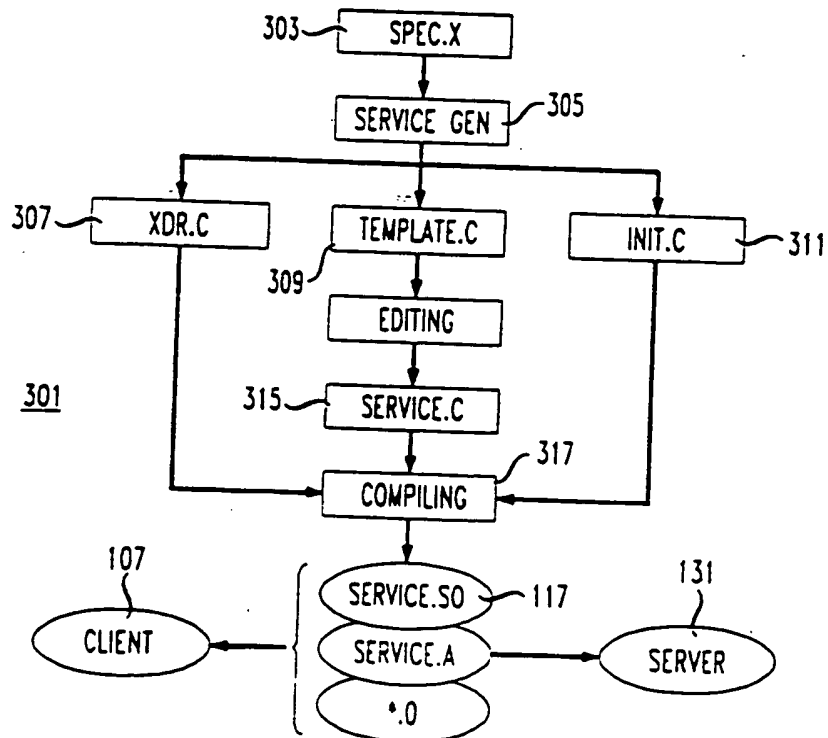 303
SPEC.X
SERVICE GEN
305
307
XDR.C
TEMPLATE.C
309
INIT.C
311
EDITING
301
315
SERVICE.C
317
COMPILING
107
CLIENT
SERVICE.SO
117
SERVICE.A
*.O
131
SERVER